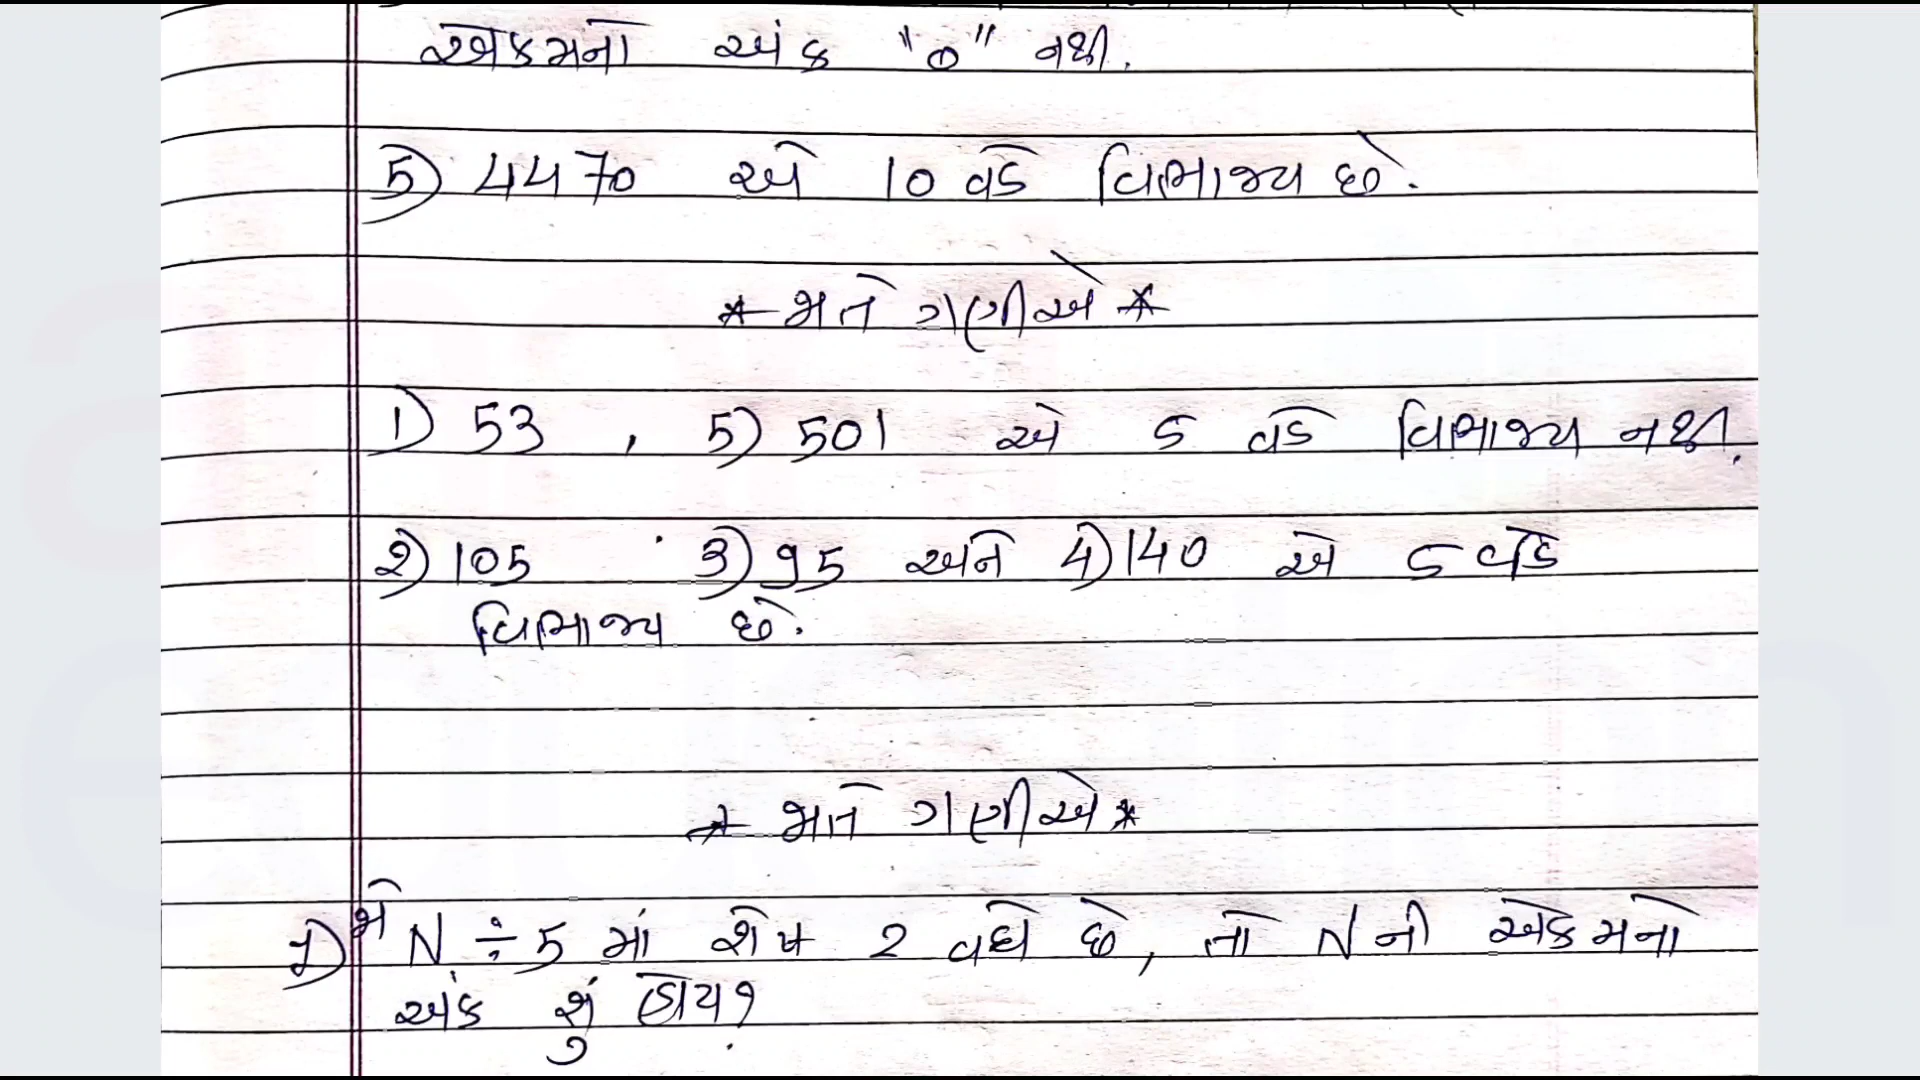 એકમનો અંક "0" નથી.
5) 4470 એ 10 વડે વિભાજ્ય છે.
* જાતે ગણીએ *
1) 53 , 5) 501 એ 5 વડે વિભાજ્ય નથી.
2) 105 3) 95 અને 4) 140 એ 5 વડે
વિભાજ્ય છે.
* જાતે ગણીએ *
1) જો N ÷ 5 માં શેષ 2 વધે છે, તો N ની એકમનો
અંક શું હોય?